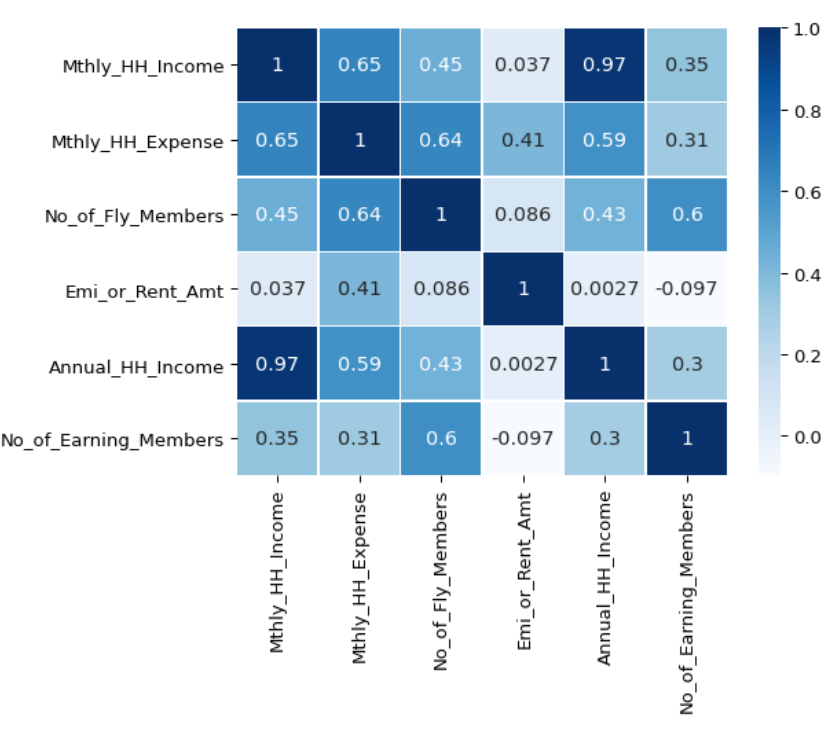 Mthly_HH_Income 1 0.65 0.45 0.037 0.97 0.35
Mthly_HH_Expense 0.65 1 0.64 0.41 0.59 0.31
No_of_Fly_Members 0.45 0.64 1 0.086 0.43 0.6
Emi_or_Rent_Amt 0.037 0.41 0.086 1 0.0027 -0.097
Annual_HH_Income 0.97 0.59 0.43 0.0027 1 0.3
No_of_Earning_Members 0.35 0.31 0.6 -0.097 0.3 1
Mthly_HH_Income
Mthly_HH_Expense
No_of_Fly_Members
Emi_or_Rent_Amt
Annual_HH_Income
No_of_Earning_Members
1.0
0.8
0.6
0.4
0.2
0.0